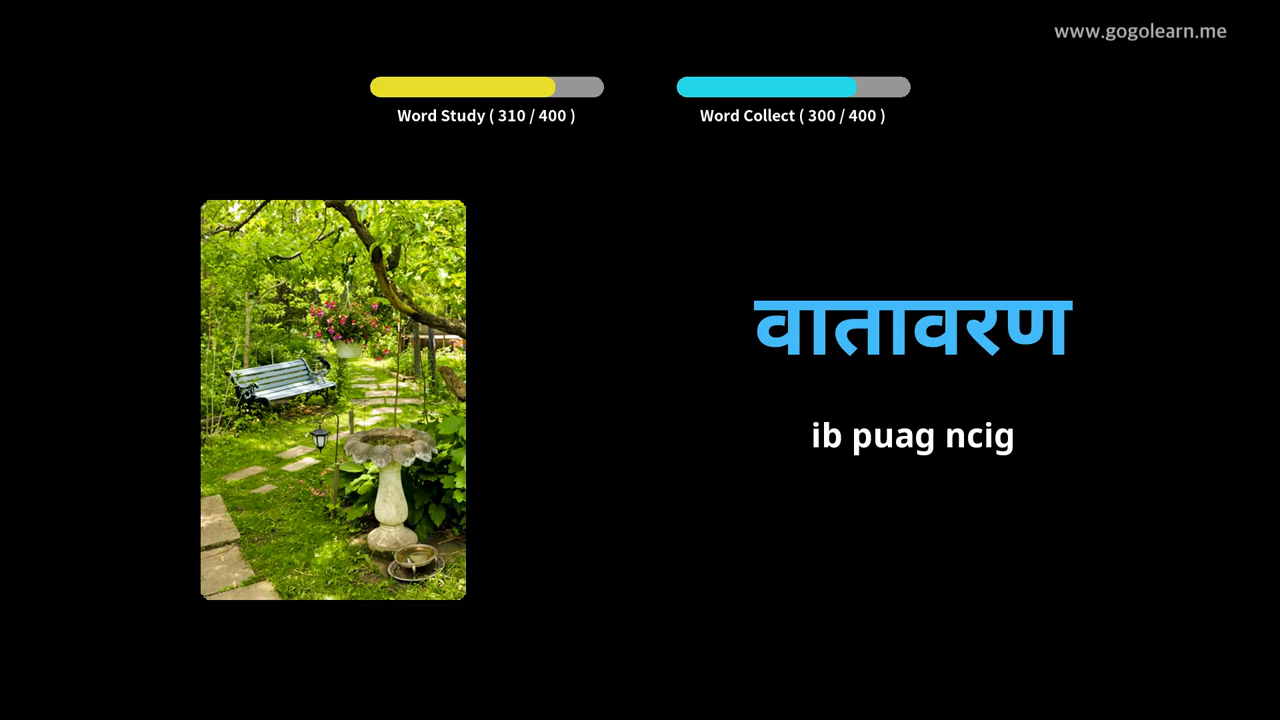 www.gogolearn.me
Word Study ( 310 / 400 )
Word Collect ( 300 / 400 )
वातावरण
ib puag ncig